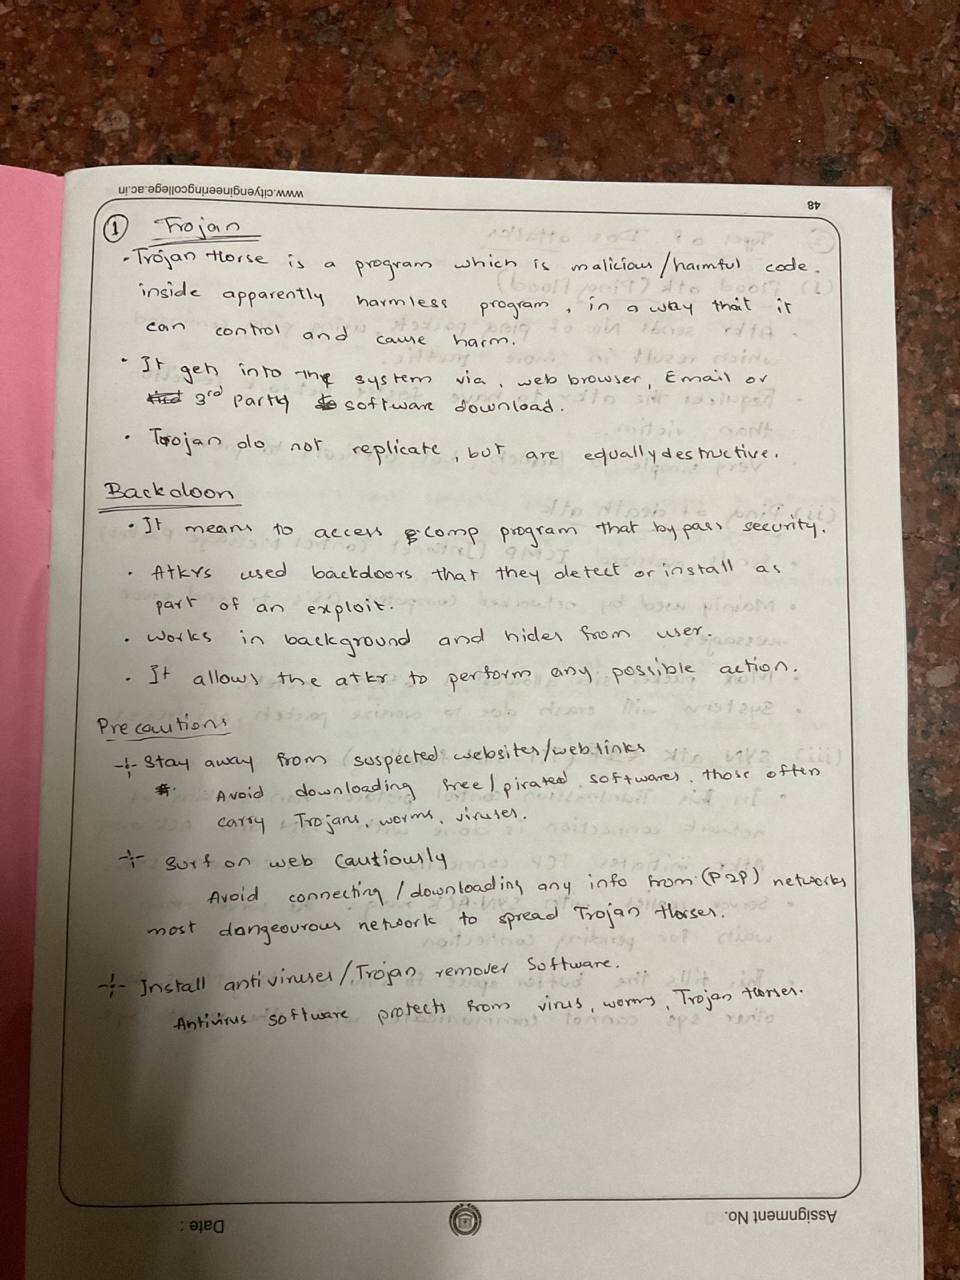 www.cityengineeringcollege.ac.in
48
1 Trojan
• Trojan Horse is a program which is malicious/harmful code.
inside apparently harmless program, in a way that it
can control and cause harm.
• It gets into the system via, web browser, Email or
3rd party software download.
• Trojan do not replicate, but are equally destructive.
Backdoor
• It means to access comp program that bypass security.
• Atkrs used backdoors that they detect or install as
part of an exploit.
• Works in background and hides from user.
• It allows the atkr to perform any possible action.
Precautions
Stay away from suspected websites/weblinks
Avoid downloading free/pirated softwares, those often
carry Trojans, worms, viruses.
Surf on web Cautiously
Avoid connecting/downloading any info from (P2P) networks
most dangeourous network to spread Trojan Horses.
Install antiviruses/Trojan remover Software.
Antivirus software protects from virus, worms, Trojan Horses.
Date :
Assignment No.